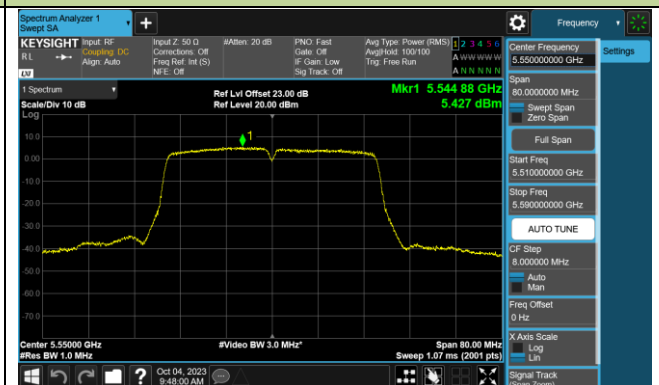 Spectrum Analyzer 1
Swept SA
Frequency
KEYSIGHT
RL
Input: RF
Coupling: DC
Align: Auto
Input Z: 50 Ω
Corrections: Off
Freq Ref: Int (S)
NFE: Off
#Atten: 20 dB
PNO: Fast
Gate: Off
IF Gain: Low
Sig Track: Off
Avg Type: Power (RMS)
Avg|Hold: 100/100
Trig: Free Run
1 2 3 4 5 6
A W W W W W
A N N N N N
Settings
1 Spectrum
Scale/Div 10 dB
Log
Ref Lvl Offset 23.00 dB
Ref Level 20.00 dBm
Mkr1 5.544 88 GHz
5.427 dBm
1
10.0
0.00
-10.0
-20.0
-30.0
-40.0
-50.0
-60.0
-70.0
Center 5.55000 GHz
#Res BW 1.0 MHz
#Video BW 3.0 MHz*
Span 80.00 MHz
Sweep 1.07 ms (2001 pts)
Center Frequency
5.550000000 GHz
Span
80.0000000 MHz
Swept Span
Zero Span
Full Span
Start Freq
5.510000000 GHz
Stop Freq
5.590000000 GHz
AUTO TUNE
CF Step
8.000000 MHz
Auto
Man
Freq Offset
0 Hz
X Axis Scale
Log
Lin
Signal Track
(Span Zoom)
Oct 04, 2023
9:48:00 AM